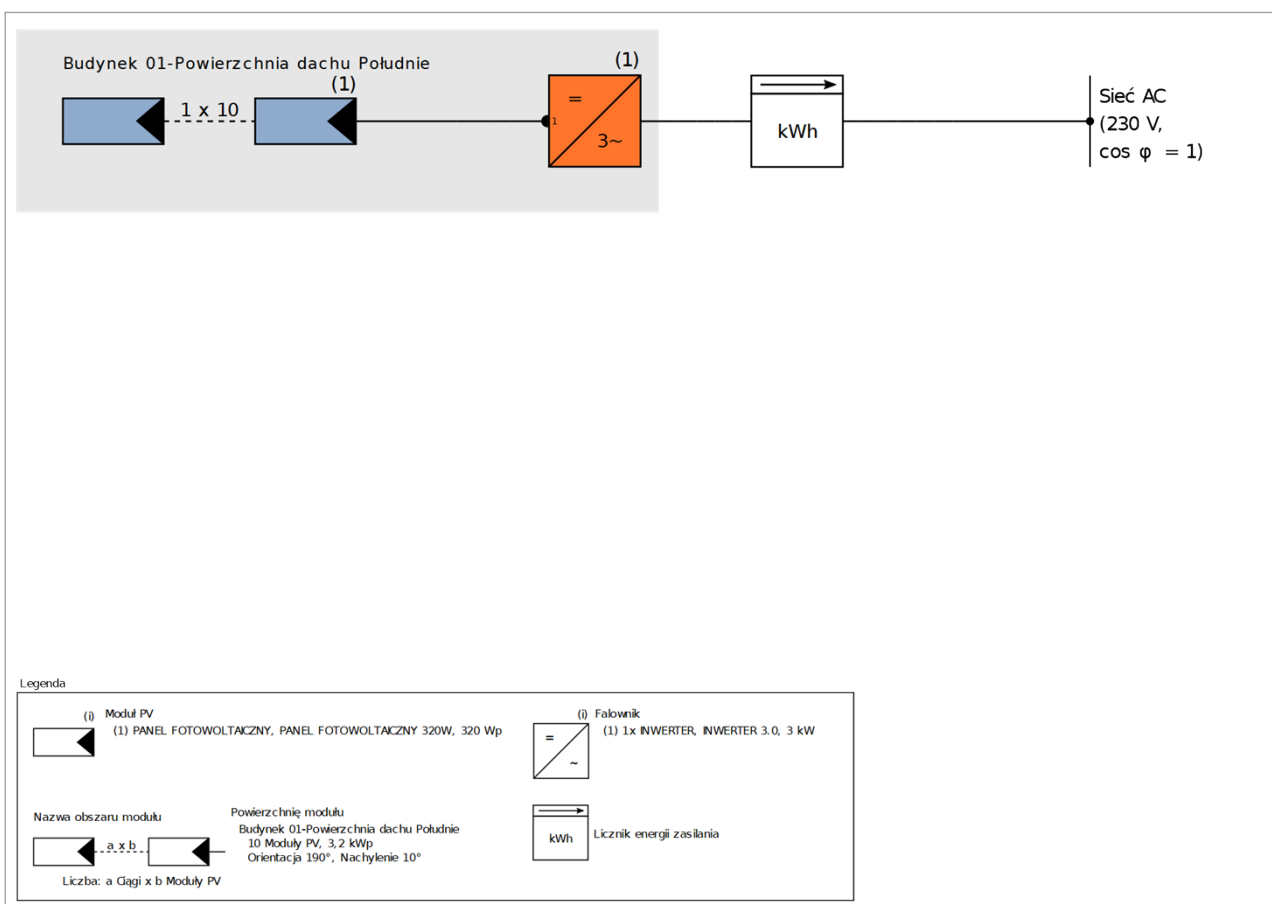 Budynek 01-Powierzchnia dachu Południe
(1)
1 x 10
(1)
=
1
3~
kWh
Sieć AC
(230 V,
cos φ = 1)
Legenda
(i) Moduł PV
(1) PANEL FOTOWOLTAICZNY, PANEL FOTOWOLTAICZNY 320W, 320 Wp
(i) Falownik
(1) 1x INWERTER, INWERTER 3.0, 3 kW
=
~
Nazwa obszaru modułu
a x b
Liczba: a Ciągi x b Moduły PV
Powierzchnię modułu
Budynek 01-Powierzchnia dachu Południe
10 Moduły PV, 3,2 kWp
Orientacja 190°, Nachylenie 10°
kWh
Licznik energii zasilania